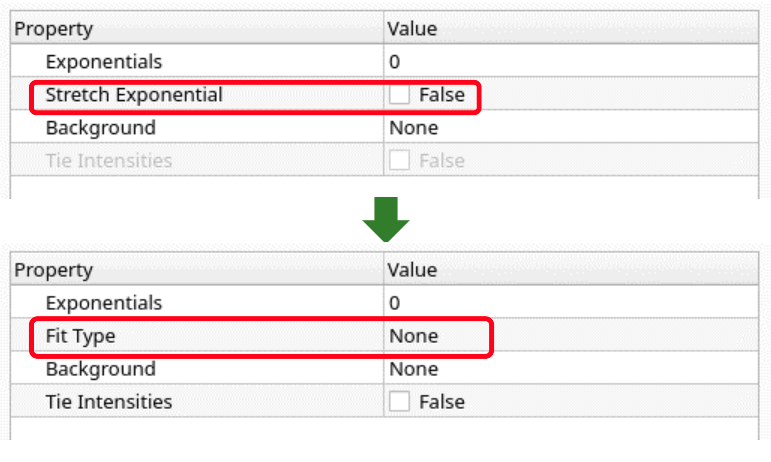 Property Value
Exponentials 0
Stretch Exponential False
Background None
Tie Intensities False
Property Value
Exponentials 0
Fit Type None
Background None
Tie Intensities False